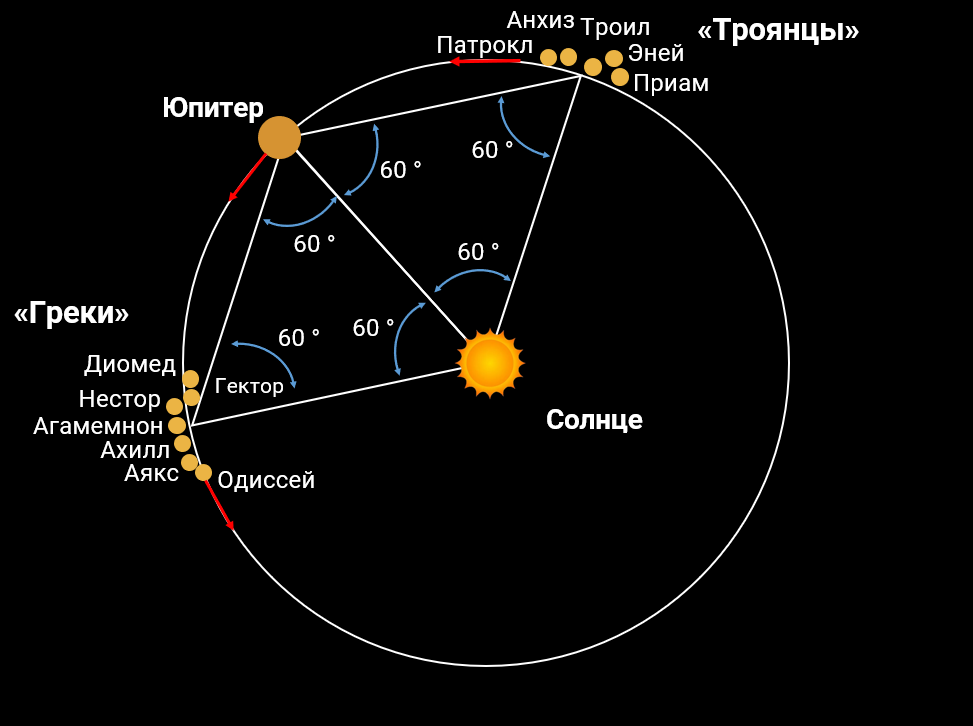 Анхиз
Троил
«Троянцы»
Патрокл
Эней
Приам
Юпитер
60 °
60 °
60 °
60 °
60 °
60 °
«Греки»
Диомед
Гектор
Нестор
Агамемнон
Ахилл
Аякс
Одиссей
Солнце